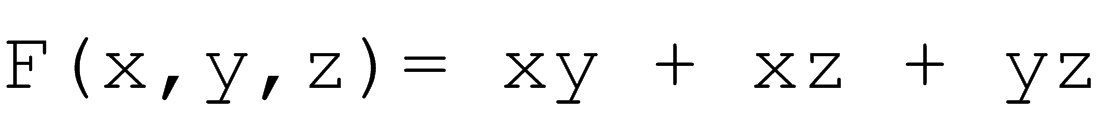 F(x,y,z)= xy + xz + yz